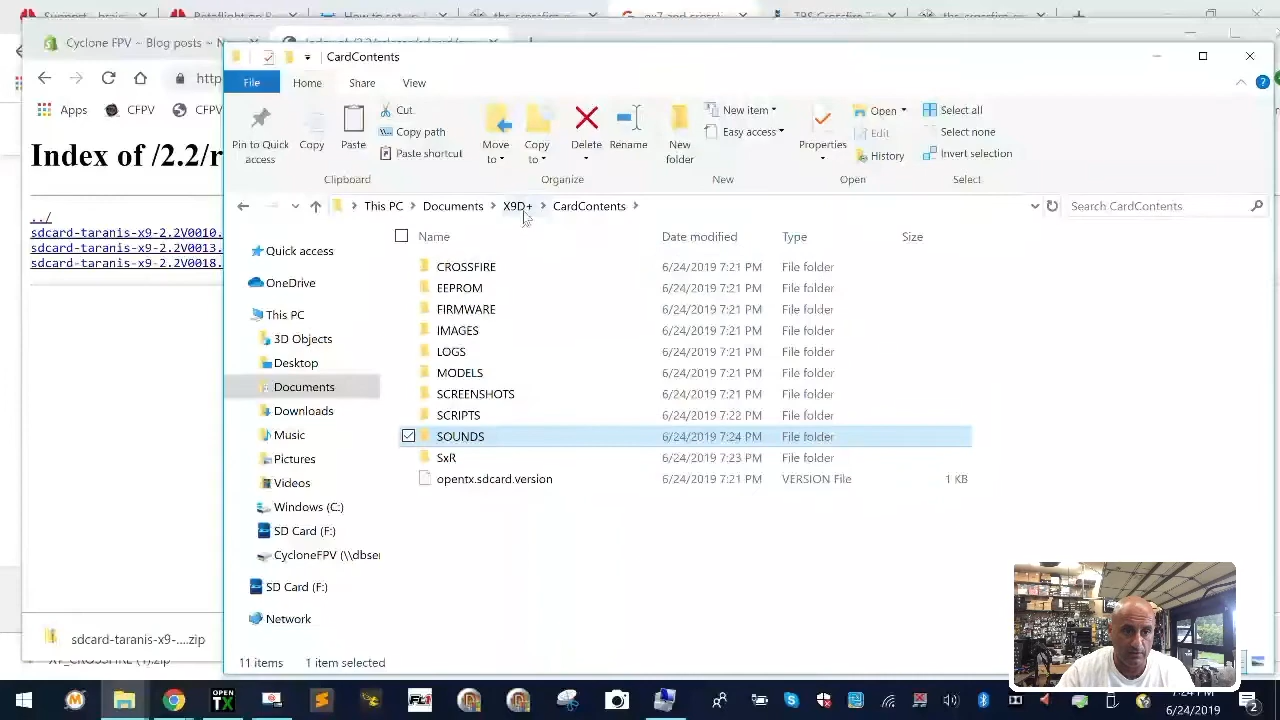 Cyclone FPV – Blog posts ~ N
CardContents
File
Home
Share
View
http
Apps
CFPV
CFPV
Pin to Quick access
Copy
Paste
Cut
Copy path
Paste shortcut
Clipboard
Move to
Copy to
Delete
Rename
Organize
New folder
New item
Easy access
New
Properties
Open
Edit
History
Open
Select all
Select none
Invert selection
Select
Index of /2.2/r
This PC
Documents
X9D+
CardContents
Search CardContents
../
sdcard-taranis-x9-2.2V0010.
sdcard-taranis-x9-2.2V0013.
sdcard-taranis-x9-2.2V0018.
Name
Date modified
Type
Size
Quick access
OneDrive
This PC
3D Objects
Desktop
Documents
Downloads
Music
Pictures
Videos
Windows (C:)
SD Card (F:)
CycloneFPV (\\dbser
SD Card (F:)
Network
CROSSFIRE 6/24/2019 7:21 PM File folder
EEPROM 6/24/2019 7:21 PM File folder
FIRMWARE 6/24/2019 7:21 PM File folder
IMAGES 6/24/2019 7:21 PM File folder
LOGS 6/24/2019 7:21 PM File folder
MODELS 6/24/2019 7:21 PM File folder
SCREENSHOTS 6/24/2019 7:21 PM File folder
SCRIPTS 6/24/2019 7:22 PM File folder
SOUNDS 6/24/2019 7:24 PM File folder
SxR 6/24/2019 7:23 PM File folder
opentx.sdcard.version 6/24/2019 7:21 PM VERSION File 1 KB
sdcard-taranis-x9-....zip
11 items
1 item selected
OPEN
TX
7:24 PM
6/24/2019
2